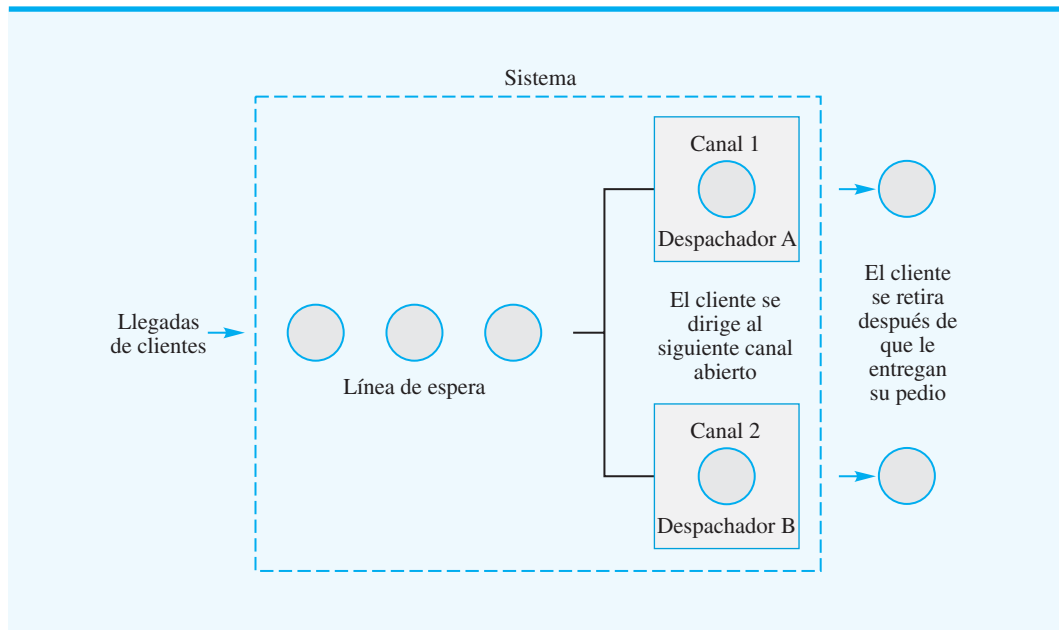 Sistema
Canal 1
Despachador A
Llegadas
de clientes
Línea de espera
El cliente se
dirige al
siguiente canal
abierto
Canal 2
Despachador B
El cliente
se retira
después de
que le
entregan
su pedio